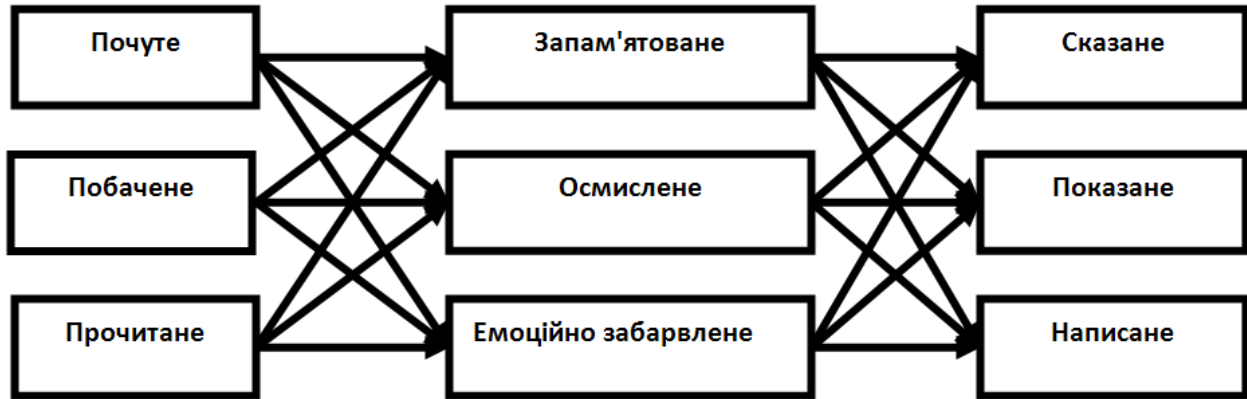 Почуте
Запам'ятоване
Сказане
Побачене
Осмислене
Показане
Прочитане
Емоційно забарвлене
Написане